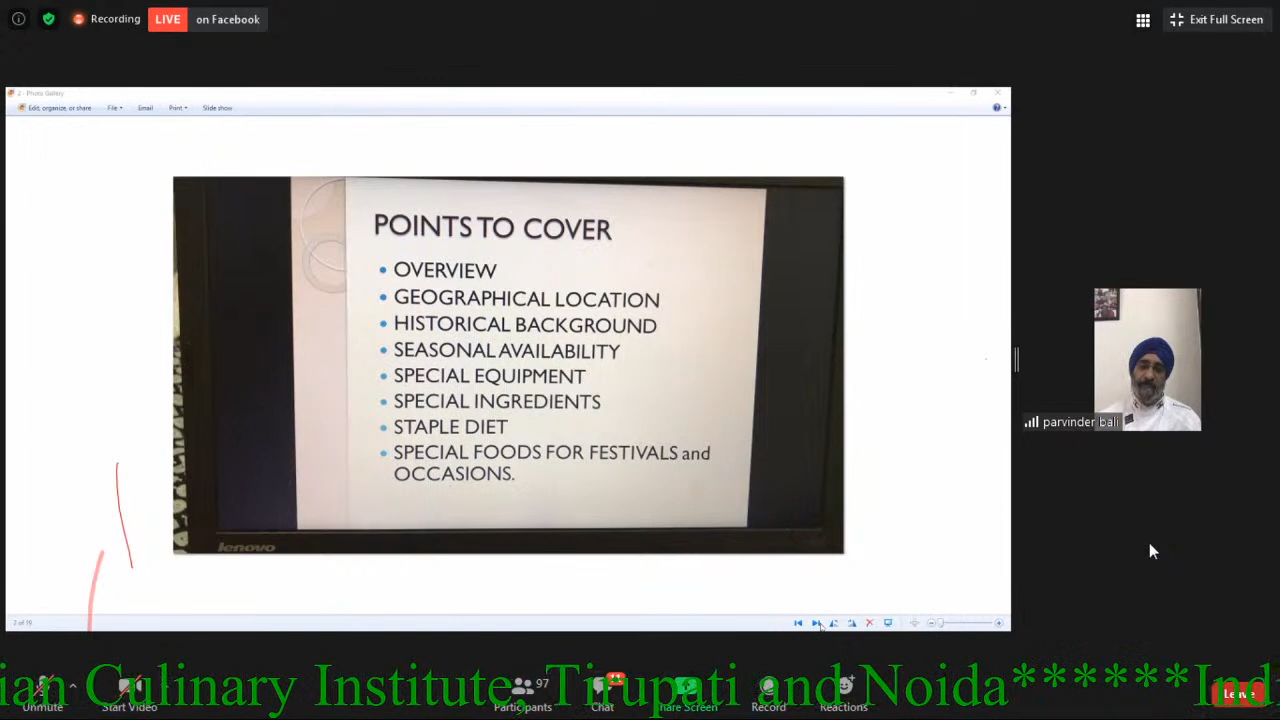 Recording LIVE on Facebook
Exit Full Screen
2 - Photo Gallery
Edit, organize, or share File Email Print Slide show
POINTS TO COVER
• OVERVIEW
• GEOGRAPHICAL LOCATION
• HISTORICAL BACKGROUND
• SEASONAL AVAILABILITY
• SPECIAL EQUIPMENT
• SPECIAL INGREDIENTS
• STAPLE DIET
• SPECIAL FOODS FOR FESTIVALS and
OCCASIONS.
lenovo
parvinder bali
2 of 19
ian Culinary Institute, Tirupati and Noida******Indi
97
Unmute Start Video Participants Chat Share Screen Record Reactions Leave